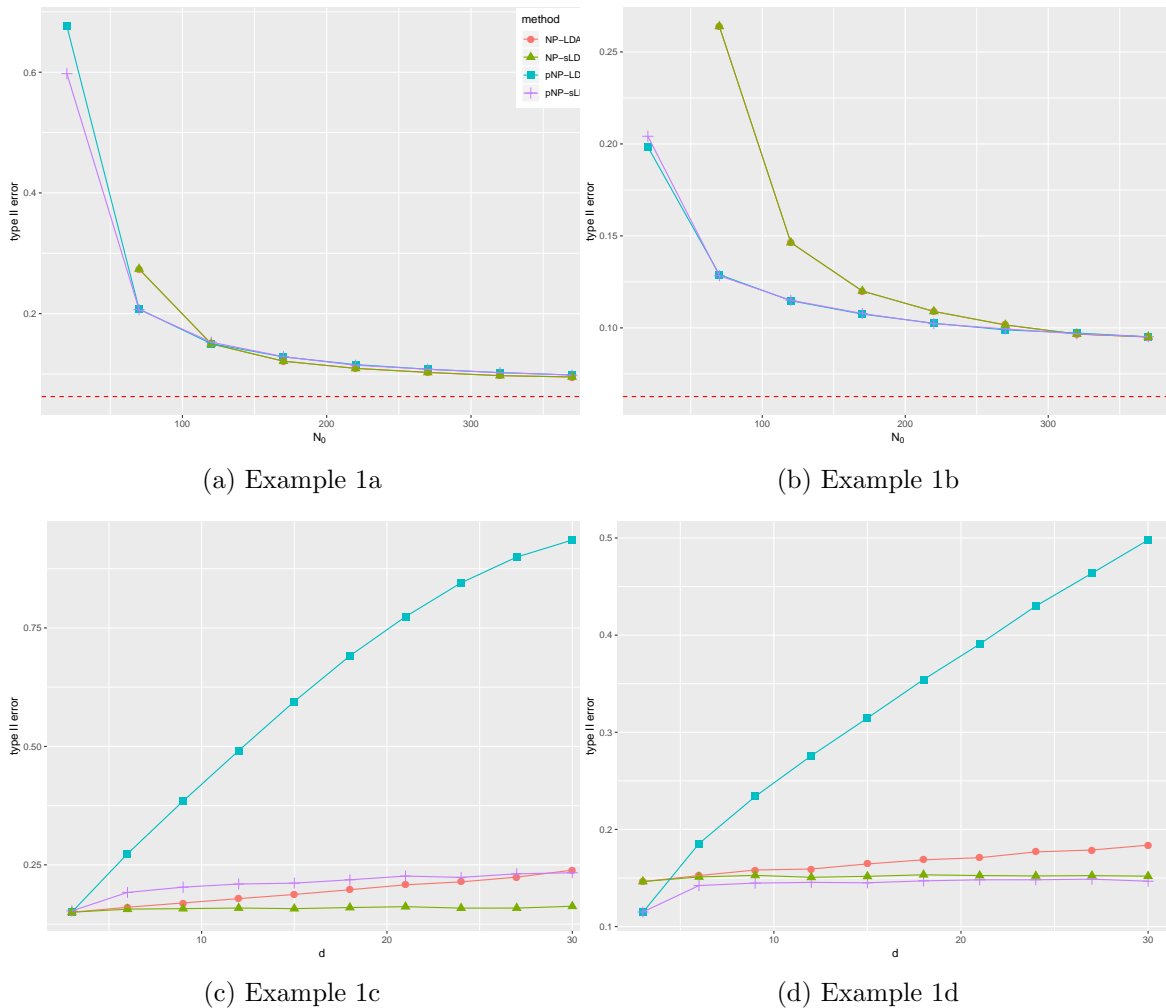 method
NP−LDA
NP−sLD
pNP−LD
pNP−sL
0.6
0.4
0.2
type II error
100
200
300
N0
(a) Example 1a
0.25
0.20
0.15
0.10
type II error
100
200
300
N0
(b) Example 1b
0.75
0.50
0.25
type II error
10
20
30
d
(c) Example 1c
0.5
0.4
0.3
0.2
0.1
type II error
10
20
30
d
(d) Example 1d